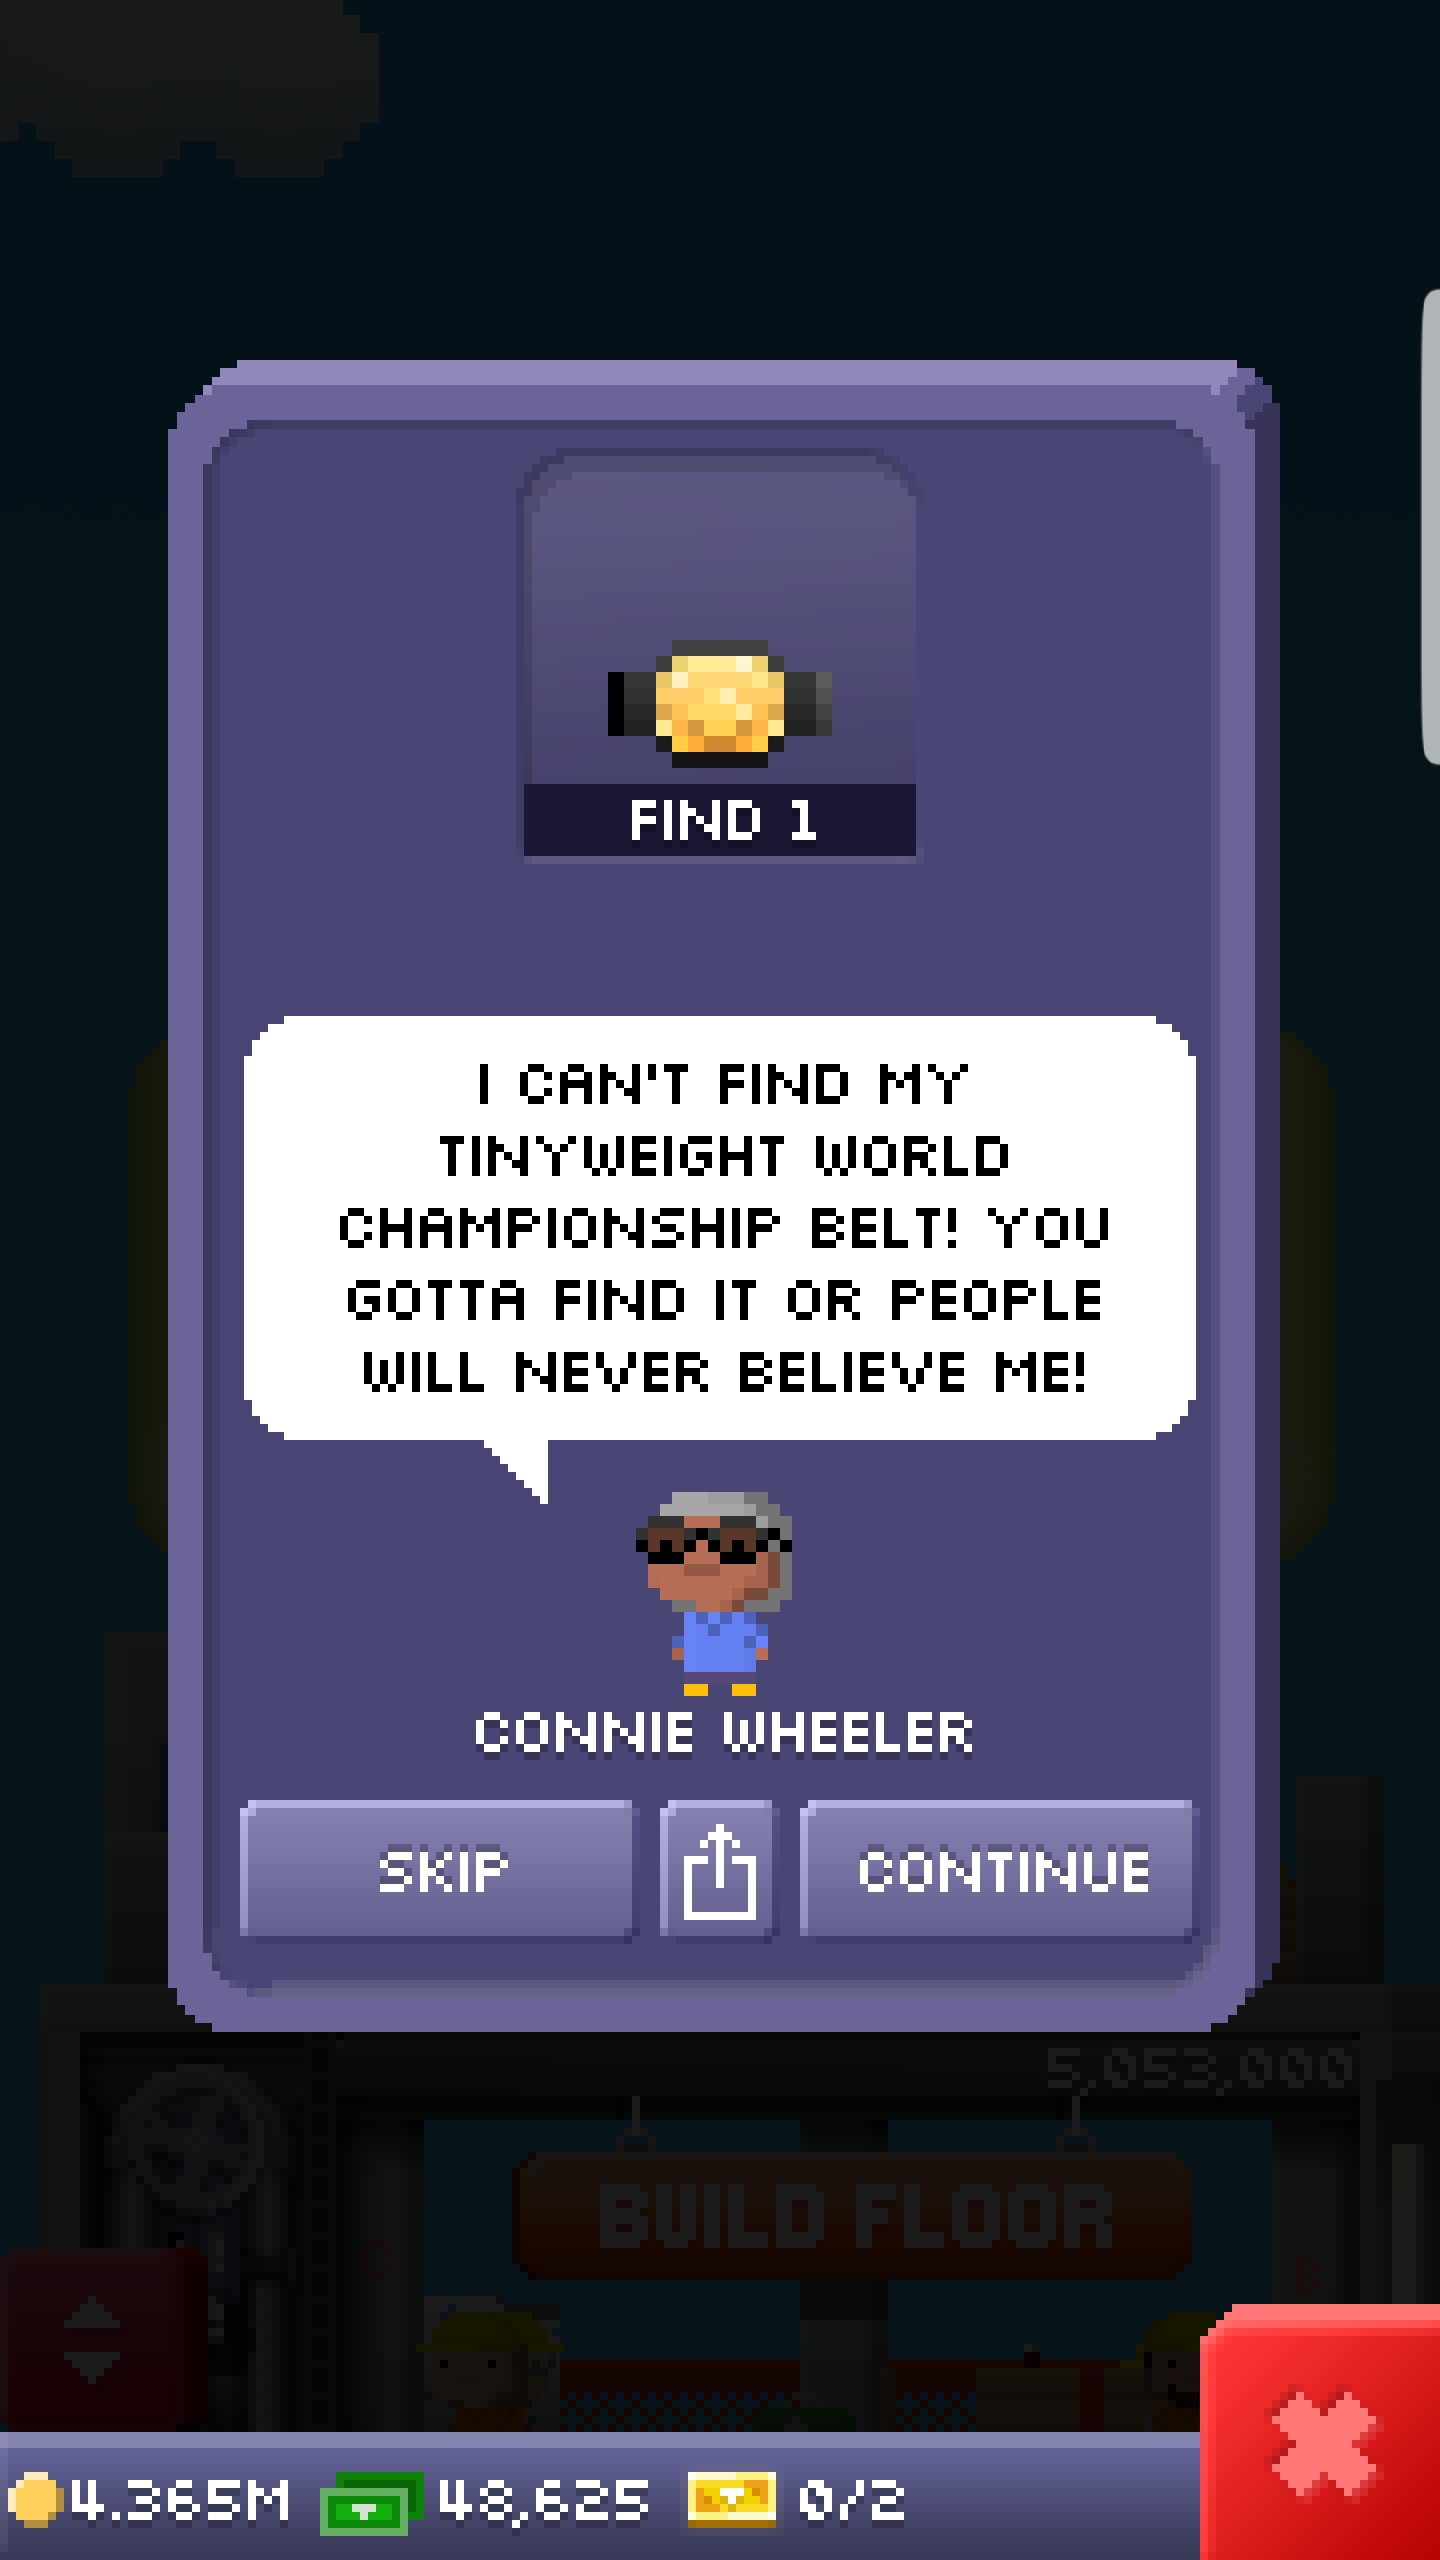 FIND 1
I CAN'T FIND MY
TINYWEIGHT WORLD
CHAMPIONSHIP BELT! YOU
GOTTA FIND IT OR PEOPLE
WILL NEVER BELIEVE ME!
CONNIE WHEELER
SKIP
CONTINUE
5,053,000
BUILD FLOOR
4.365M
48,625
0/2